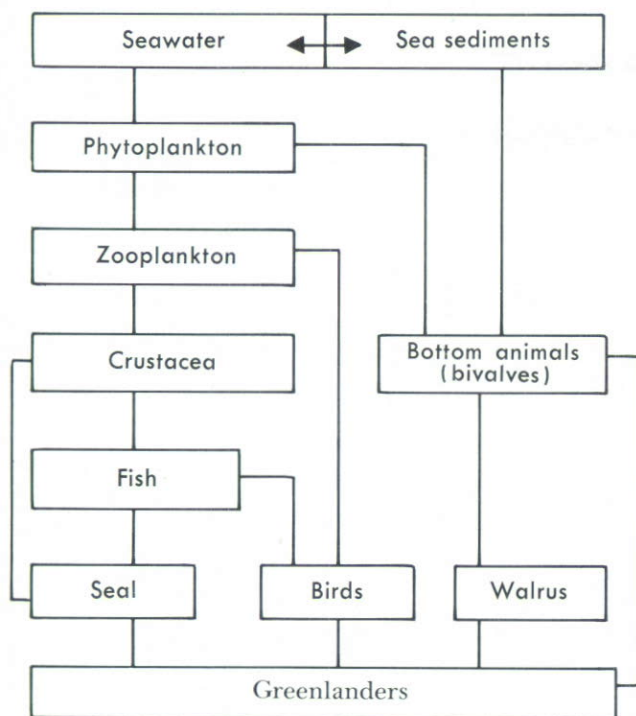 Seawater
Sea sediments
Phytoplankton
Zooplankton
Crustacea
Bottom animals
(bivalves)
Fish
Seal
Birds
Walrus
Greenlanders